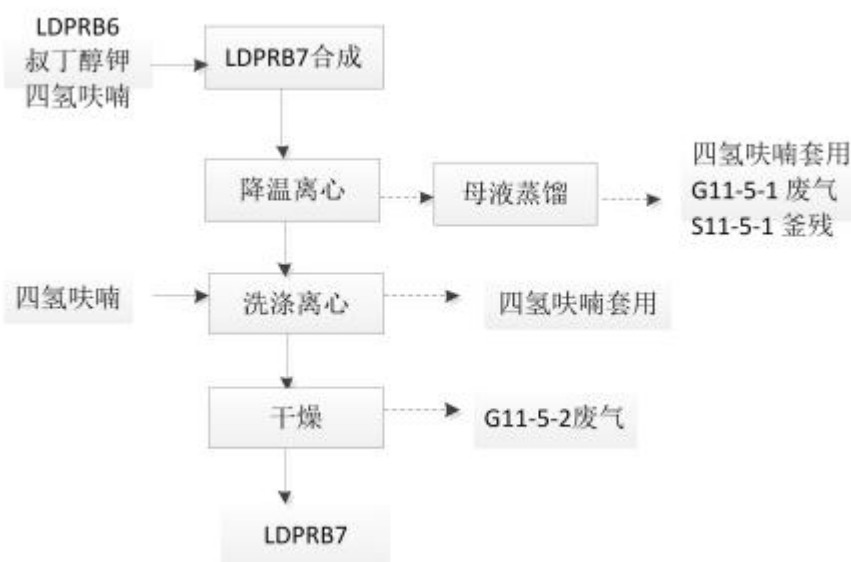 LDPRB6
叔丁醇钾
四氢呋喃
LDPRB7合成
降温离心
母液蒸馏
四氢呋喃套用
G11-5-1 废气
S11-5-1 釜残
四氢呋喃
洗涤离心
四氢呋喃套用
干燥
G11-5-2废气
LDPRB7